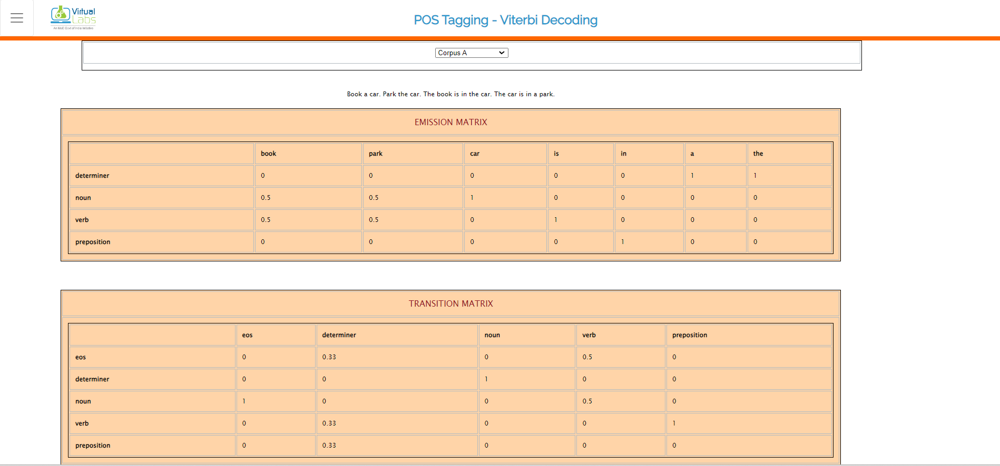 Virtual
Labs
An MoE Govt of India Initiative
POS Tagging - Viterbi Decoding
Corpus A
Book a car. Park the car. The book is in the car. The car is in a park.
EMISSION MATRIX
book park car is in a the
determiner 0 0 0 0 0 1 1
noun 0.5 0.5 1 0 0 0 0
verb 0.5 0.5 0 1 0 0 0
preposition 0 0 0 0 1 0 0
TRANSITION MATRIX
eos determiner noun verb preposition
eos 0 0.33 0 0.5 0
determiner 0 0 1 0 0
noun 1 0 0 0.5 0
verb 0 0.33 0 0 1
preposition 0 0.33 0 0 0